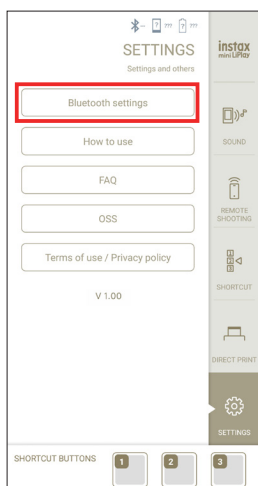 ??? ???
SETTINGS
Settings and others
instax
mini LiPlay
Bluetooth settings
How to use
FAQ
OSS
Terms of use / Privacy policy
V 1.00
SOUND
REMOTE
SHOOTING
SHORTCUT
DIRECT PRINT
SETTINGS
SHORTCUT BUTTONS
1
2
3